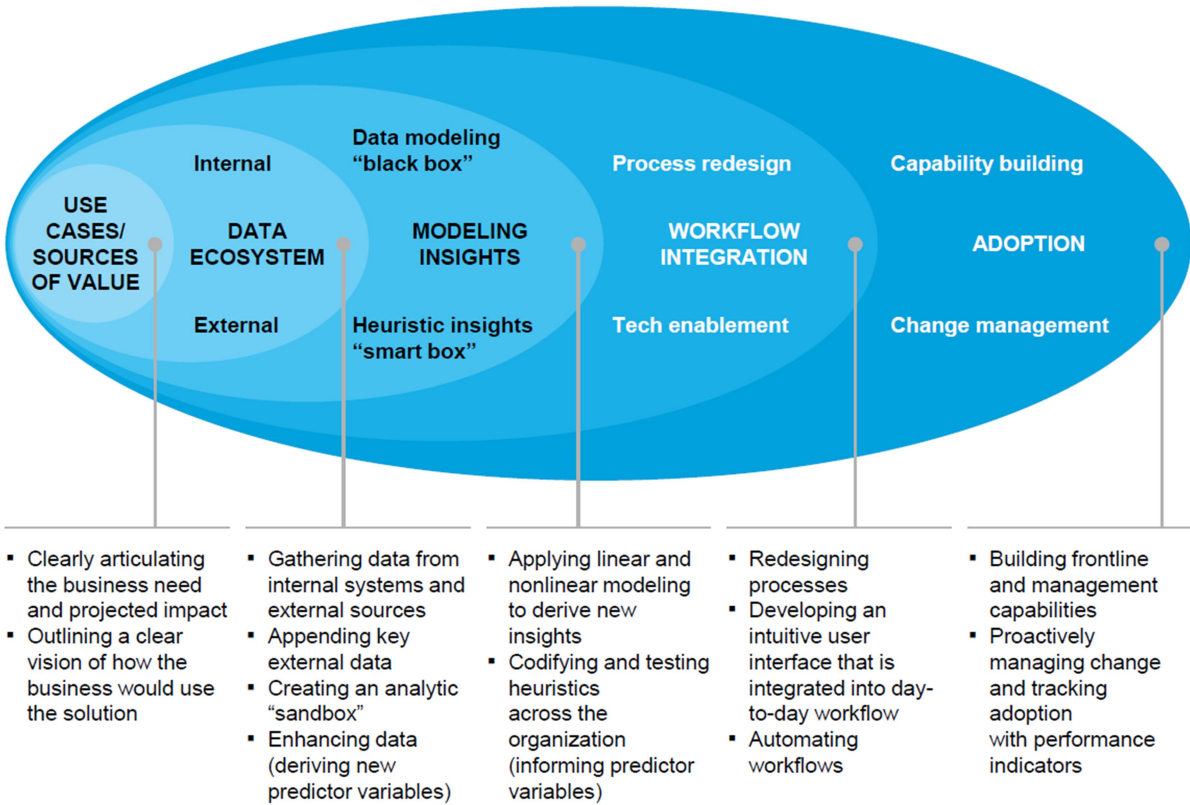 USE
CASES/
SOURCES
OF VALUE
Internal
DATA
ECOSYSTEM
External
Data modeling
“black box”
MODELING
INSIGHTS
Heuristic insights
“smart box”
Process redesign
WORKFLOW
INTEGRATION
Tech enablement
Capability building
ADOPTION
Change management
▪ Clearly articulating
the business need
and projected impact
▪ Outlining a clear
vision of how the
business would use
the solution
▪ Gathering data from
internal systems and
external sources
▪ Appending key
external data
▪ Creating an analytic
“sandbox”
▪ Enhancing data
(deriving new
predictor variables)
▪ Applying linear and
nonlinear modeling
to derive new
insights
▪ Codifying and testing
heuristics
across the
organization
(informing predictor
variables)
▪ Redesigning
processes
▪ Developing an
intuitive user
interface that is
integrated into day-
to-day workflow
▪ Automating
workflows
▪ Building frontline
and management
capabilities
▪ Proactively
managing change
and tracking
adoption
with performance
indicators